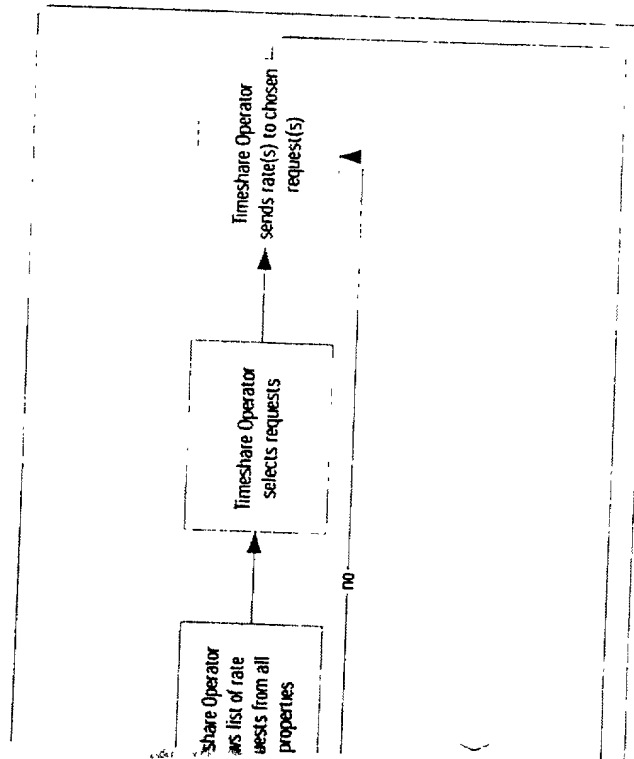 share Operator
ws list of rate
uests from all
properties
Timeshare Operator
selects requests
Timeshare Operator
sends rate(s) to chosen
request(s)
no